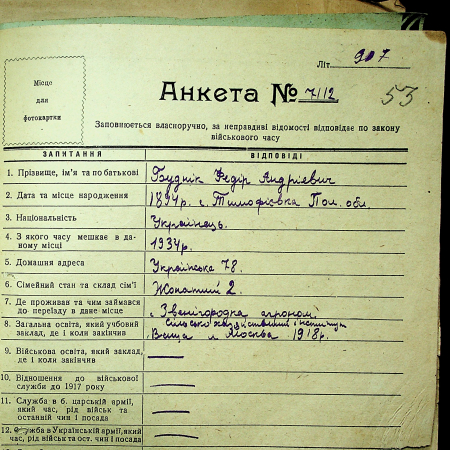 Літ. 907
Місце
для
фотокартки
Анкета № 7112
53
Заповнюється власноручно, за неправдиві відомості відповідає по закону
військового часу
ЗАПИТАННЯ ВІДПОВІДІ
1. Прізвище, ім'я та по батькові Буднік Федір Андрієвич
2. Дата та місце народження 1894р. с. Тимофіївка Пол. обл.
3. Національність Українець.
4. З якого часу мешкає в да-
ному місці 1934р.
5. Домашня адреса Українська 78.
6. Сімейний стан та склад сім'ї Жонатий 2.
7. Де проживав та чим займався
до переїзду в дане місце с. Звенигородка агроном.
8. Загальна освіта, який учбовий
заклад, де і коли закінчив Сільськохазяйственний інститут
Вища м Москва 1918р.
9. Військова освіта, який заклад,
де і коли закінчив —
10. Відношення до військової
служби до 1917 року —
11. Служба в б. царській армії,
який час, рід військ та
останній чин і посада —
12. Служба в Українській армії, який
час, рід військ та ост. чин і посада —